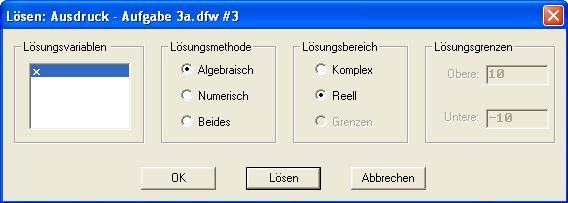 Lösen: Ausdruck - Aufgabe 3a.dfw #3
Lösungsvariablen
x
Lösungsmethode
Algebraisch
Numerisch
Beides
Lösungsbereich
Komplex
Reell
Grenzen
Lösungsgrenzen
Obere: 10
Untere: -10
OK
Lösen
Abbrechen